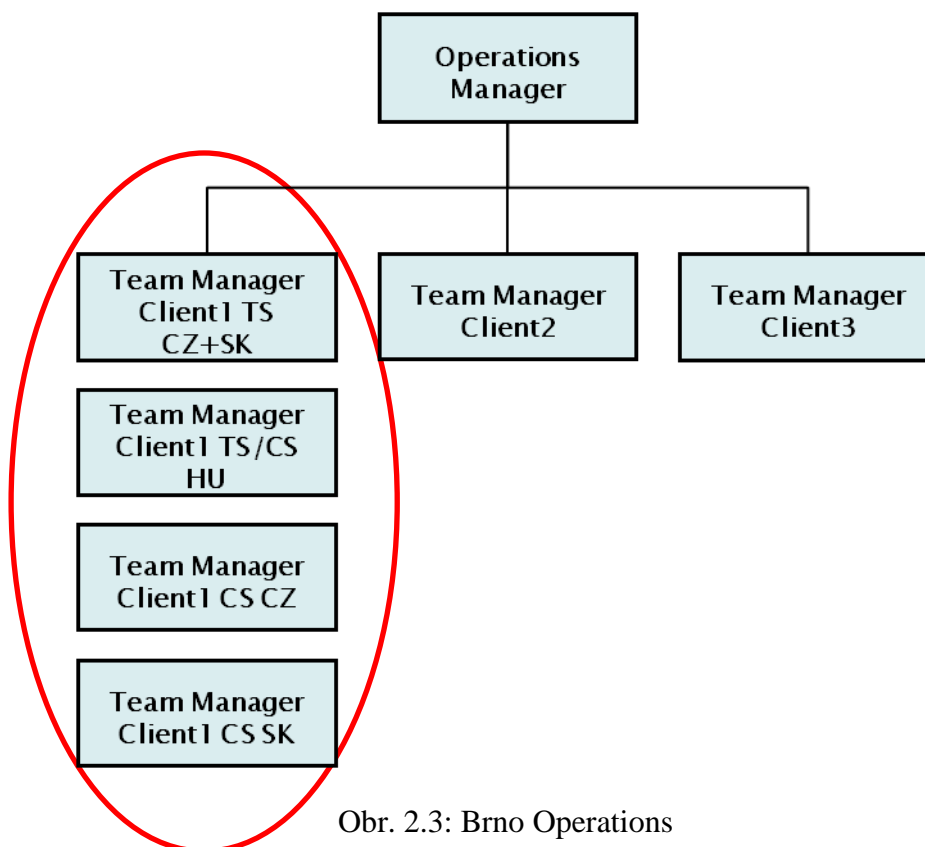 Operations
Manager
Team Manager
Client1 TS
CZ+SK
Team Manager
Client2
Team Manager
Client3
Team Manager
Client1 TS/CS
HU
Team Manager
Client1 CS CZ
Team Manager
Client1 CS SK
Obr. 2.3: Brno Operations